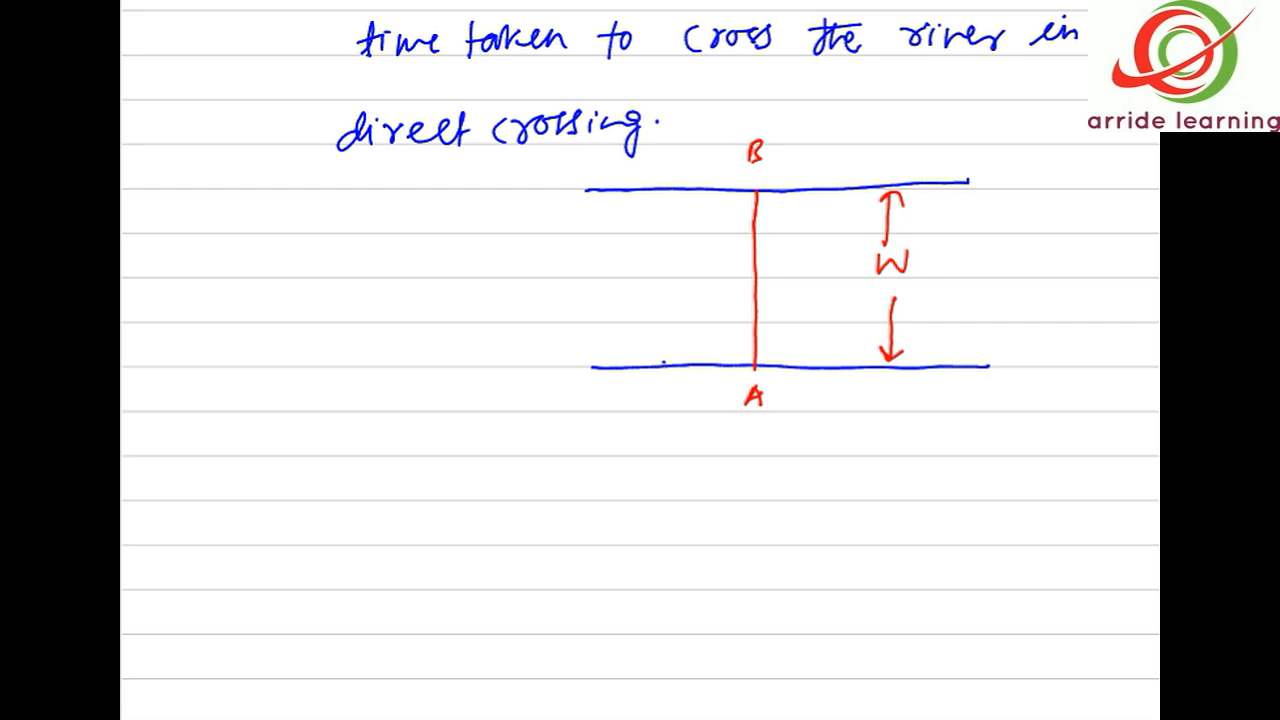 time taken to cross the river in
direct crossing.
arride learning
B
W
A